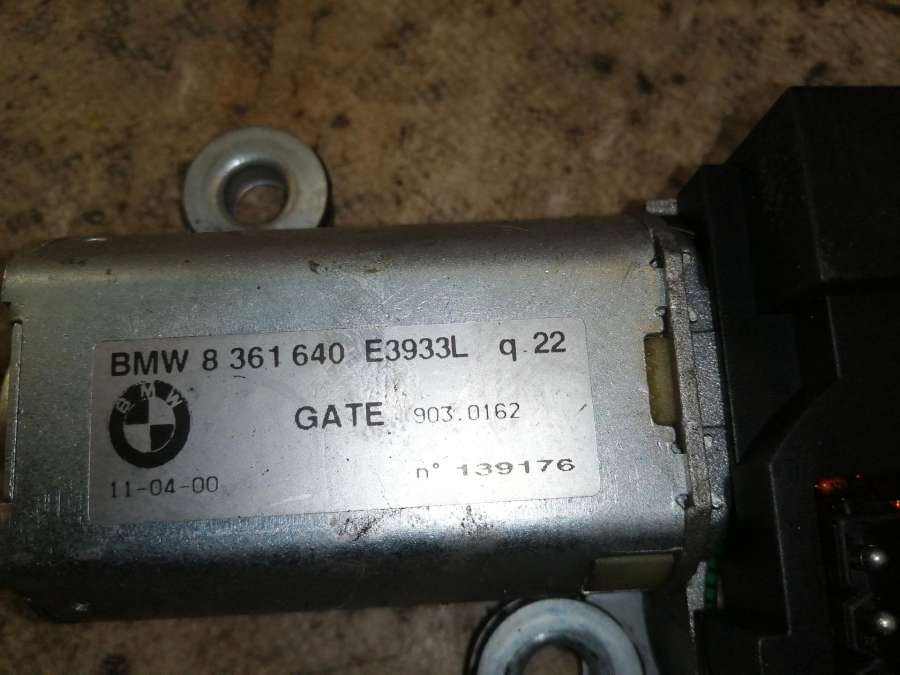 BMW 8 361 640 E3933L q 22
BMW
GATE 903.0162
n° 139176
11-04-00